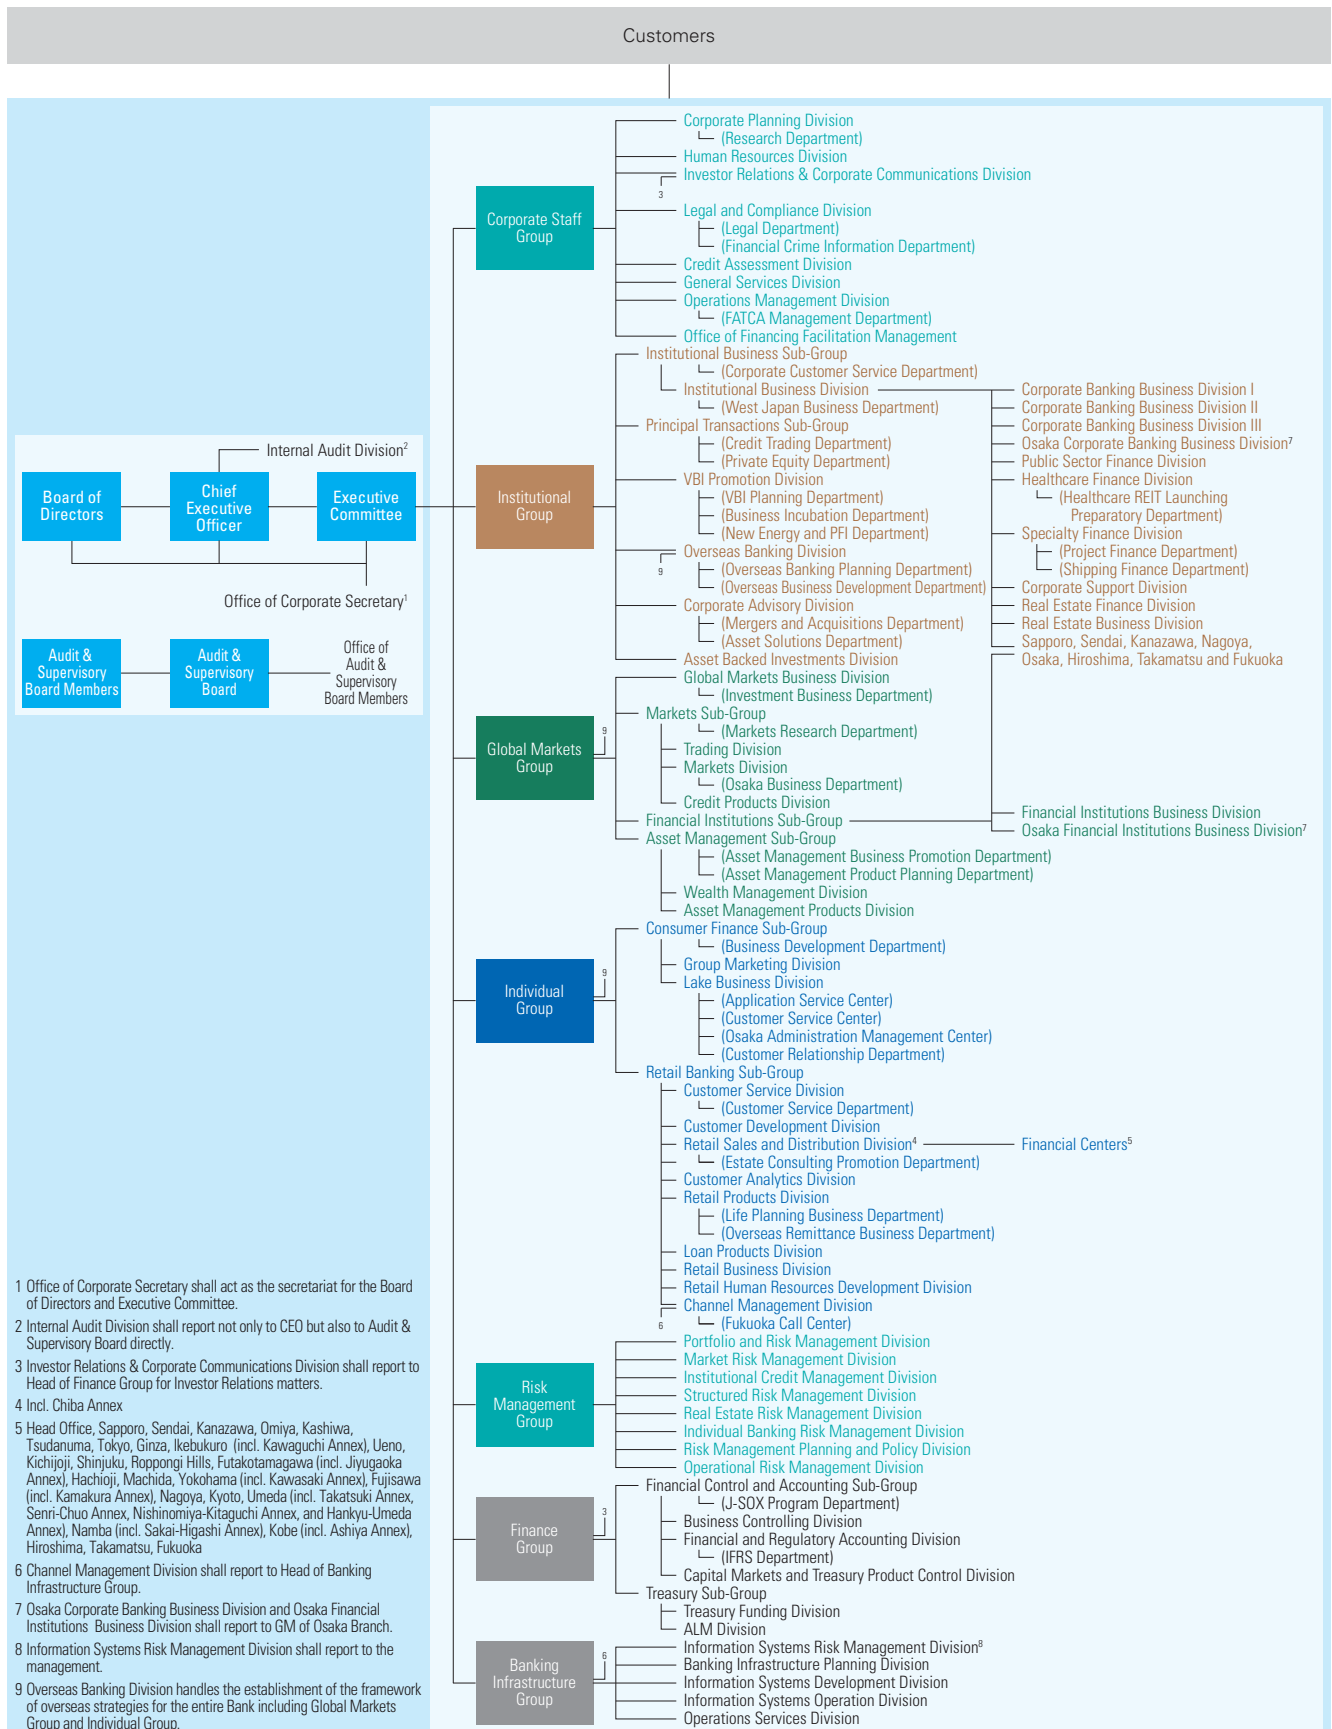 Customers
Corporate Planning Division
(Research Department)
Human Resources Division
Investor Relations & Corporate Communications Division
3
Corporate Staff
Group
Legal and Compliance Division
(Legal Department)
(Financial Crime Information Department)
Credit Assessment Division
General Services Division
Operations Management Division
(FATCA Management Department)
Office of Financing Facilitation Management
Internal Audit Division2
Board of
Directors
Chief
Executive
Officer
Executive
Committee
Office of Corporate Secretary1
Audit &
Supervisory
Board Members
Audit &
Supervisory
Board
Office of
Audit &
Supervisory
Board Members
Institutional
Group
Institutional Business Sub-Group
(Corporate Customer Service Department)
Institutional Business Division
(West Japan Business Department)
Principal Transactions Sub-Group
(Credit Trading Department)
(Private Equity Department)
VBI Promotion Division
(VBI Planning Department)
(Business Incubation Department)
(New Energy and PFI Department)
Overseas Banking Division
9
(Overseas Banking Planning Department)
(Overseas Business Development Department)
Corporate Advisory Division
(Mergers and Acquisitions Department)
(Asset Solutions Department)
Asset Backed Investments Division
Corporate Banking Business Division I
Corporate Banking Business Division II
Corporate Banking Business Division III
Osaka Corporate Banking Business Division7
Public Sector Finance Division
Healthcare Finance Division
(Healthcare REIT Launching
Preparatory Department)
Specialty Finance Division
(Project Finance Department)
(Shipping Finance Department)
Corporate Support Division
Real Estate Finance Division
Real Estate Business Division
Sapporo, Sendai, Kanazawa, Nagoya,
Osaka, Hiroshima, Takamatsu and Fukuoka
Global Markets
Group
9
Global Markets Business Division
(Investment Business Department)
Markets Sub-Group
(Markets Research Department)
Trading Division
Markets Division
(Osaka Business Department)
Credit Products Division
Financial Institutions Sub-Group
Financial Institutions Business Division
Osaka Financial Institutions Business Division7
Asset Management Sub-Group
(Asset Management Business Promotion Department)
(Asset Management Product Planning Department)
Wealth Management Division
Asset Management Products Division
Individual
Group
9
Consumer Finance Sub-Group
(Business Development Department)
Group Marketing Division
Lake Business Division
(Application Service Center)
(Customer Service Center)
(Osaka Administration Management Center)
(Customer Relationship Department)
Retail Banking Sub-Group
Customer Service Division
(Customer Service Department)
Customer Development Division
Retail Sales and Distribution Division4
Financial Centers5
(Estate Consulting Promotion Department)
Customer Analytics Division
Retail Products Division
(Life Planning Business Department)
(Overseas Remittance Business Department)
Loan Products Division
Retail Business Division
Retail Human Resources Development Division
Channel Management Division
6
(Fukuoka Call Center)
Risk
Management
Group
Portfolio and Risk Management Division
Market Risk Management Division
Institutional Credit Management Division
Structured Risk Management Division
Real Estate Risk Management Division
Individual Banking Risk Management Division
Risk Management Planning and Policy Division
Operational Risk Management Division
Finance
Group
3
Financial Control and Accounting Sub-Group
(J-SOX Program Department)
Business Controlling Division
Financial and Regulatory Accounting Division
(IFRS Department)
Capital Markets and Treasury Product Control Division
Treasury Sub-Group
Treasury Funding Division
ALM Division
Banking
Infrastructure
Group
6
Information Systems Risk Management Division8
Banking Infrastructure Planning Division
Information Systems Development Division
Information Systems Operation Division
Operations Services Division
1 Office of Corporate Secretary shall act as the secretariat for the Board
of Directors and Executive Committee.
2 Internal Audit Division shall report not only to CEO but also to Audit &
Supervisory Board directly.
3 Investor Relations & Corporate Communications Division shall report to
Head of Finance Group for Investor Relations matters.
4 Incl. Chiba Annex
5 Head Office, Sapporo, Sendai, Kanazawa, Omiya, Kashiwa,
Tsudanuma, Tokyo, Ginza, Ikebukuro (incl. Kawaguchi Annex), Ueno,
Kichijoji, Shinjuku, Roppongi Hills, Futakotamagawa (incl. Jiyugaoka
Annex), Hachioji, Machida, Yokohama (incl. Kawasaki Annex), Fujisawa
(incl. Kamakura Annex), Nagoya, Kyoto, Umeda (incl. Takatsuki Annex,
Senri-Chuo Annex, Nishinomiya-Kitaguchi Annex, and Hankyu-Umeda
Annex), Namba (incl. Sakai-Higashi Annex), Kobe (incl. Ashiya Annex),
Hiroshima, Takamatsu, Fukuoka
6 Channel Management Division shall report to Head of Banking
Infrastructure Group.
7 Osaka Corporate Banking Business Division and Osaka Financial
Institutions Business Division shall report to GM of Osaka Branch.
8 Information Systems Risk Management Division shall report to the
management.
9 Overseas Banking Division handles the establishment of the framework
of overseas strategies for the entire Bank including Global Markets
Group and Individual Group.